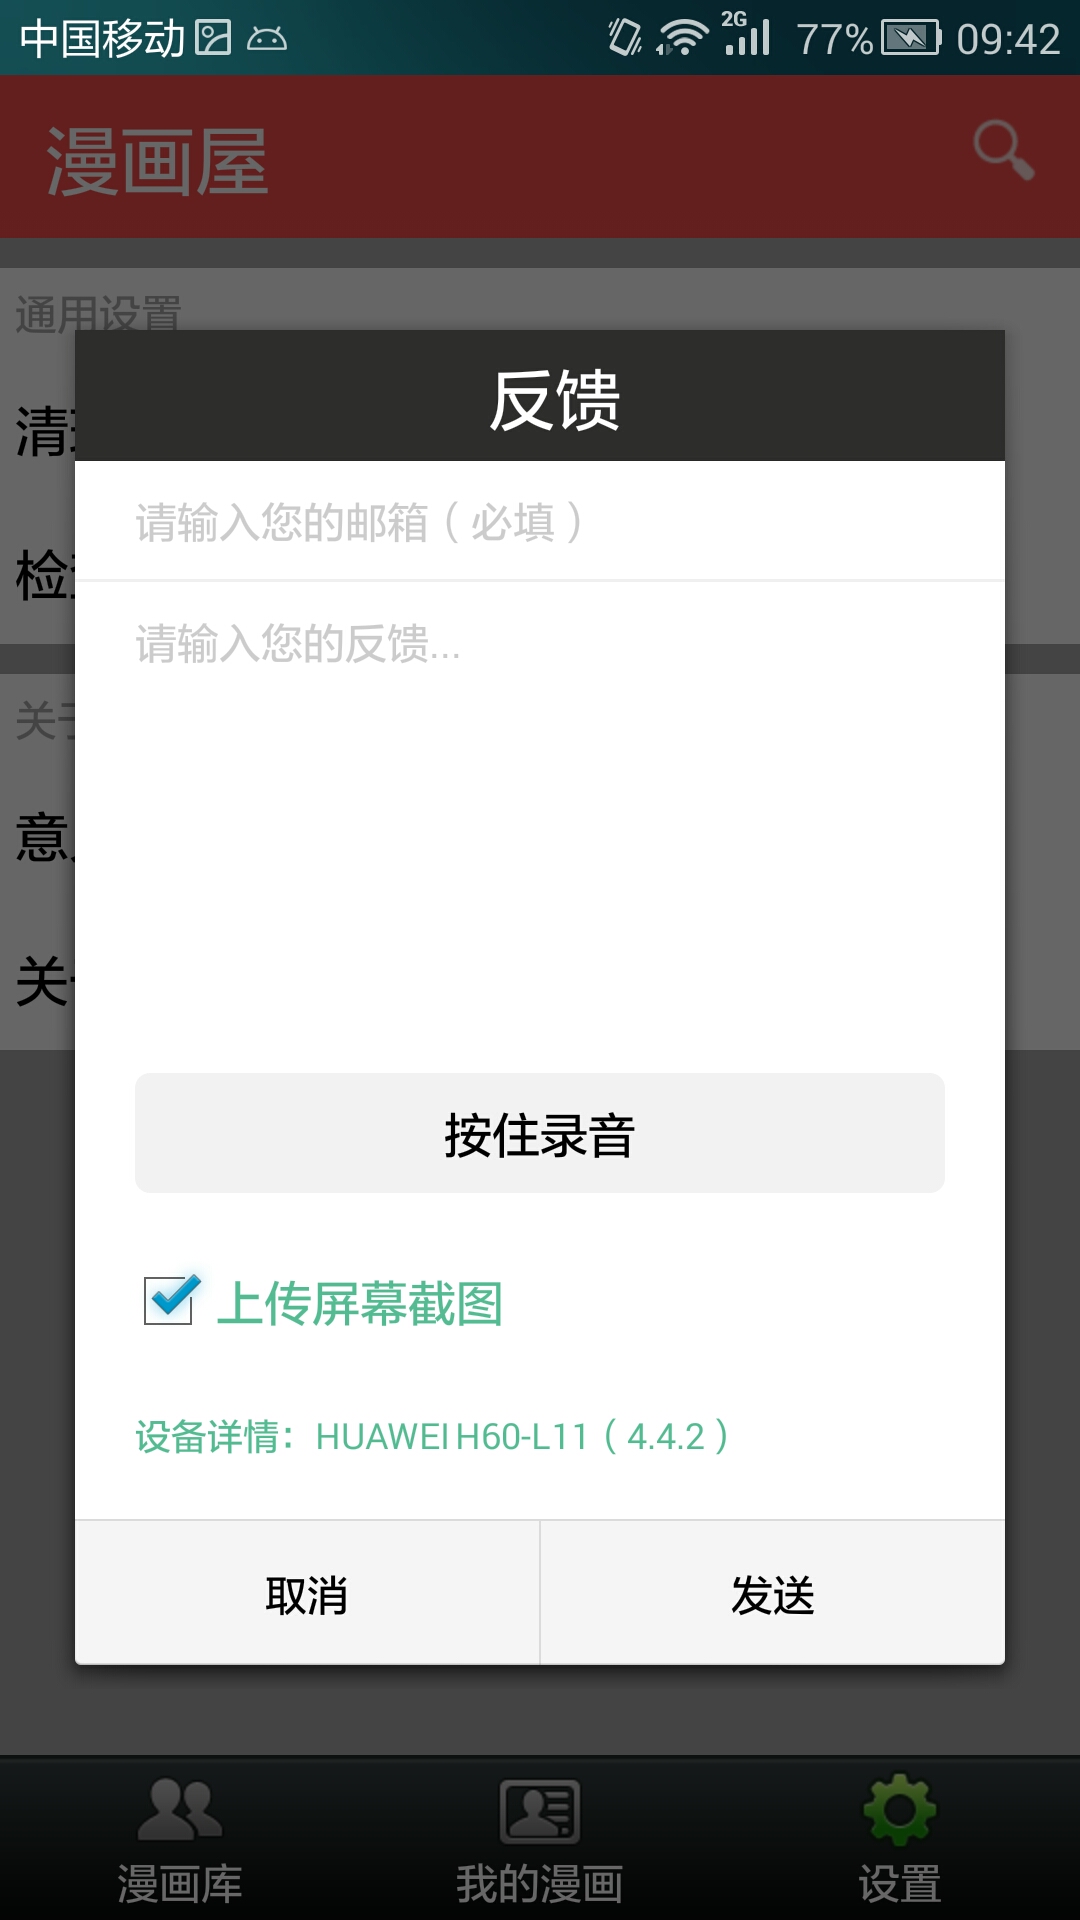 中国移动 2G 77% 09:42
漫画屋
通用设置
清
检
关于
意
关
反馈
请输入您的邮箱（必填）
请输入您的反馈...
按住录音
上传屏幕截图
设备详情：HUAWEI H60-L11（4.4.2）
取消 发送
漫画库 我的漫画 设置